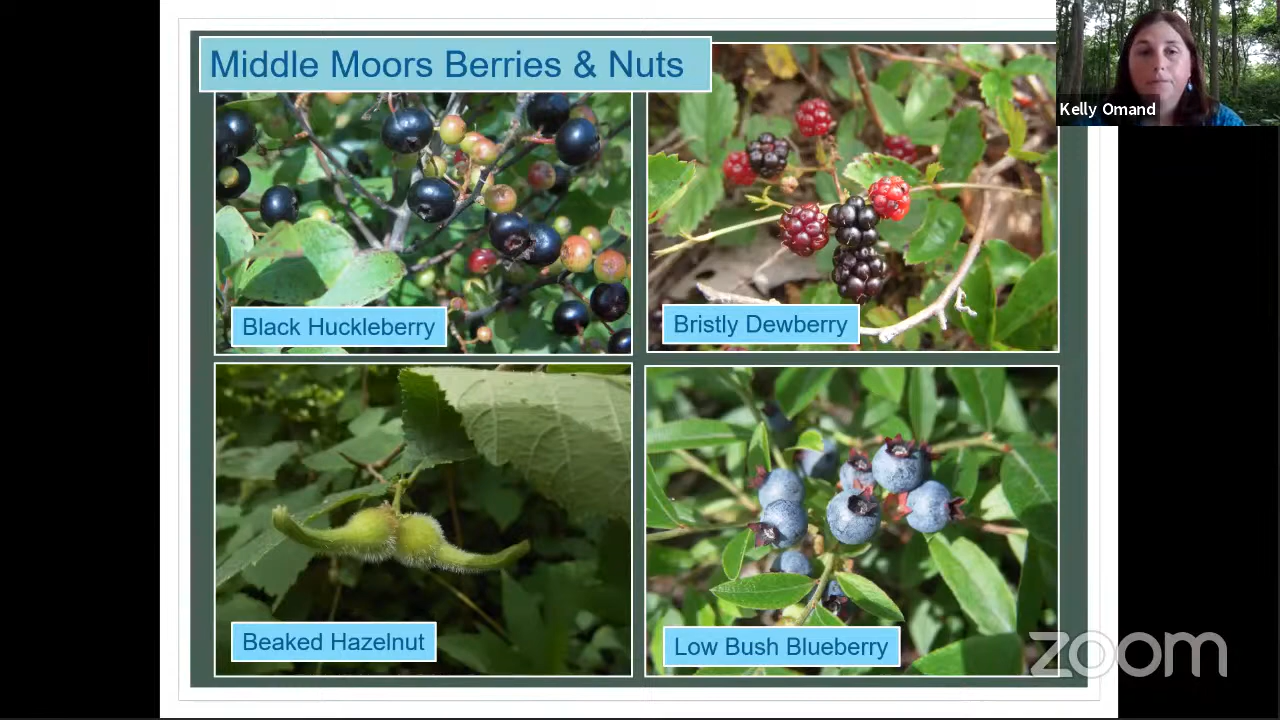 Middle Moors Berries & Nuts
Kelly Omand
Black Huckleberry
Bristly Dewberry
Beaked Hazelnut
Low Bush Blueberry
zoom